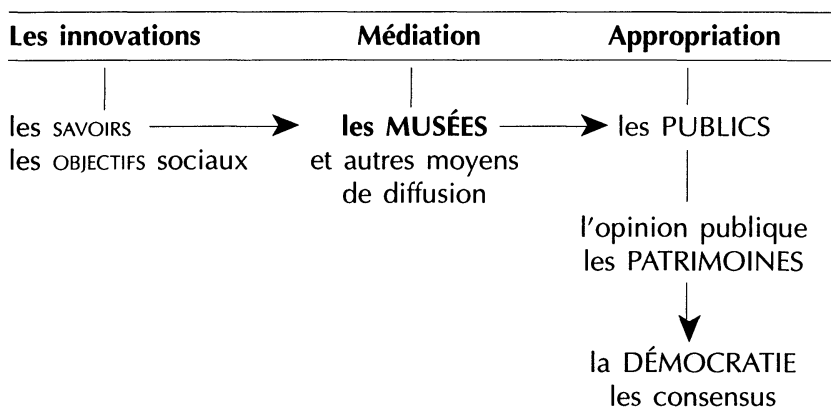 Les innovations Médiation Appropriation
les SAVOIRS les MUSÉES les PUBLICS
les OBJECTIFS sociaux et autres moyens
de diffusion
l'opinion publique
les PATRIMOINES
la DÉMOCRATIE
les consensus